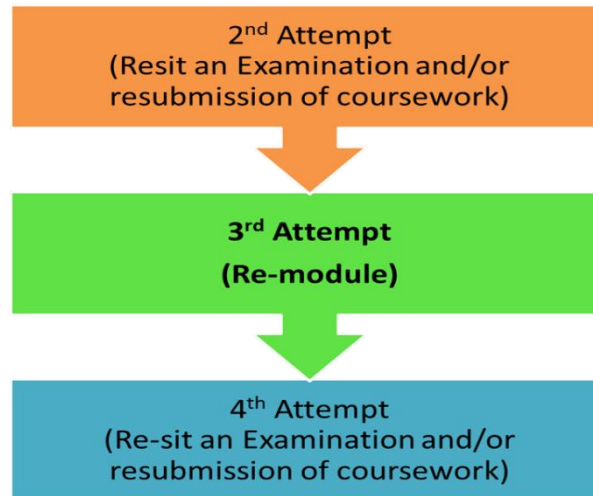 2nd Attempt
(Resit an Examination and/or
resubmission of coursework)
3rd Attempt
(Re-module)
4th Attempt
(Re-sit an Examination and/or
resubmission of coursework)